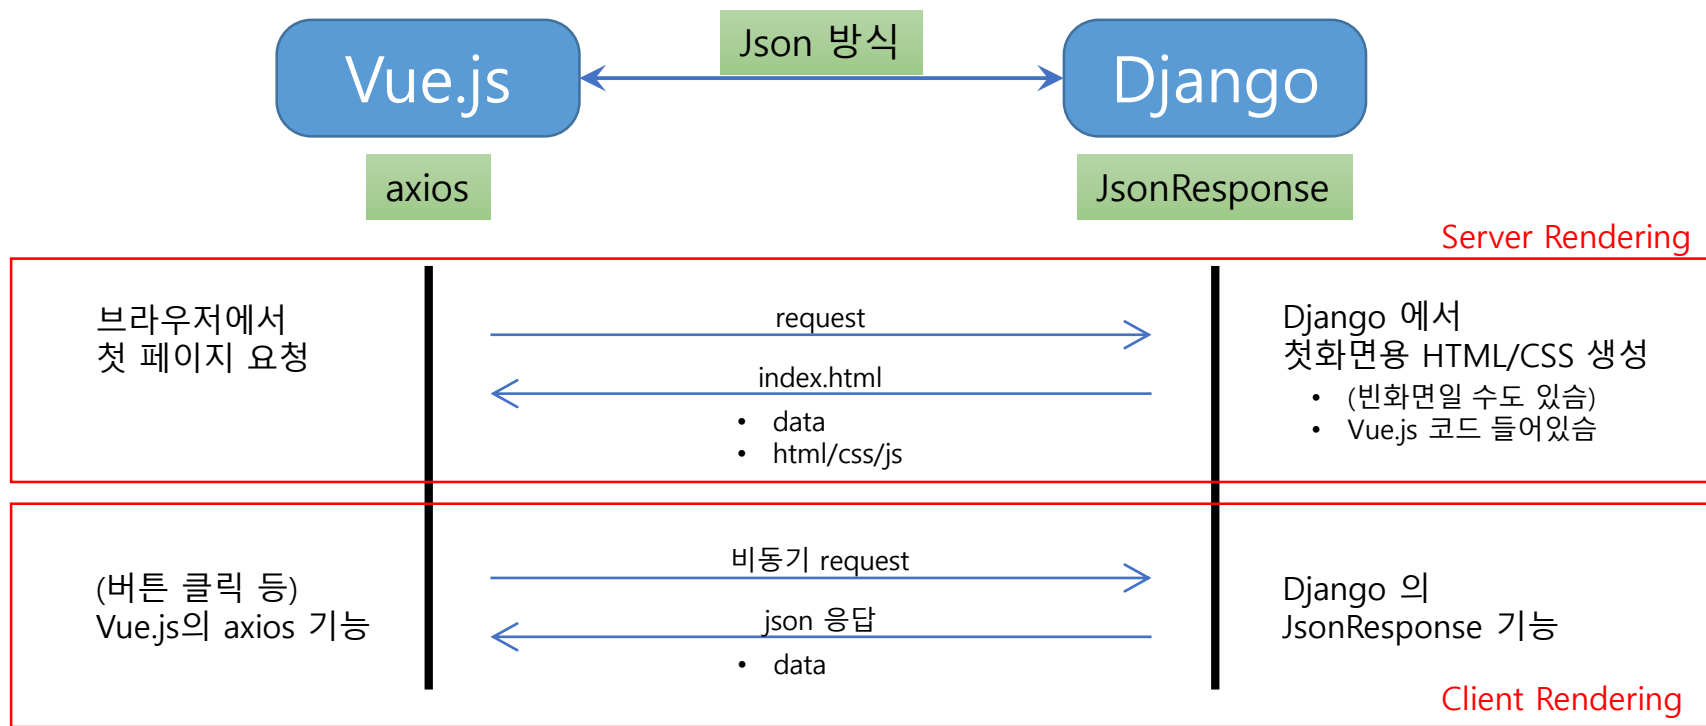 Vue.js
Json 방식
Django
axios
JsonResponse
Server Rendering
브라우저에서
첫 페이지 요청
request
index.html
• data
• html/css/js
Django 에서
첫화면용 HTML/CSS 생성
• (빈화면일 수도 있슴)
• Vue.js 코드 들어있슴
(버튼 클릭 등)
Vue.js의 axios 기능
비동기 request
json 응답
• data
Django 의
JsonResponse 기능
Client Rendering